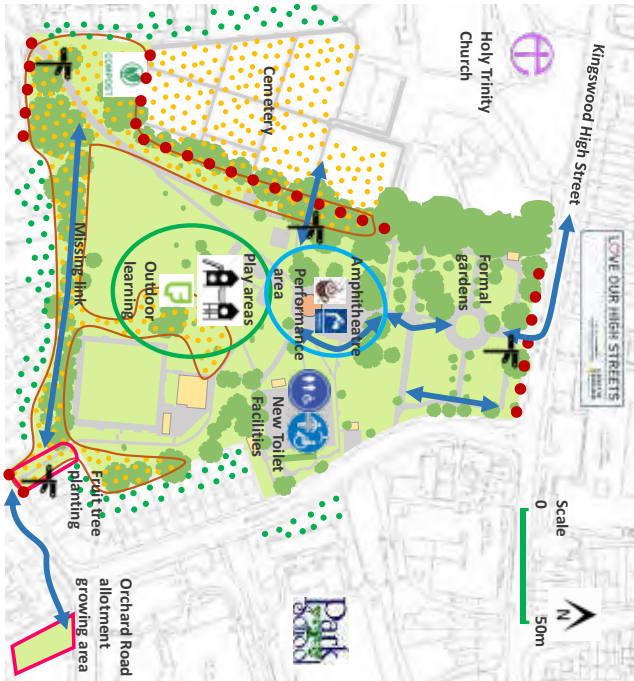 Kingswood High Street
LOVE OUR HIGH STREETS
Holy Trinity
Church
Scale
0
50m
N
Formal
gardens
Cemetery
Amphitheatre
Performance
area
Play areas
Outdoor
learning
New Toilet
Facilities
COMPOST
Missing link
Fruit tree
planting
Park
SCHOOL
Orchard Road
allotment
growing area